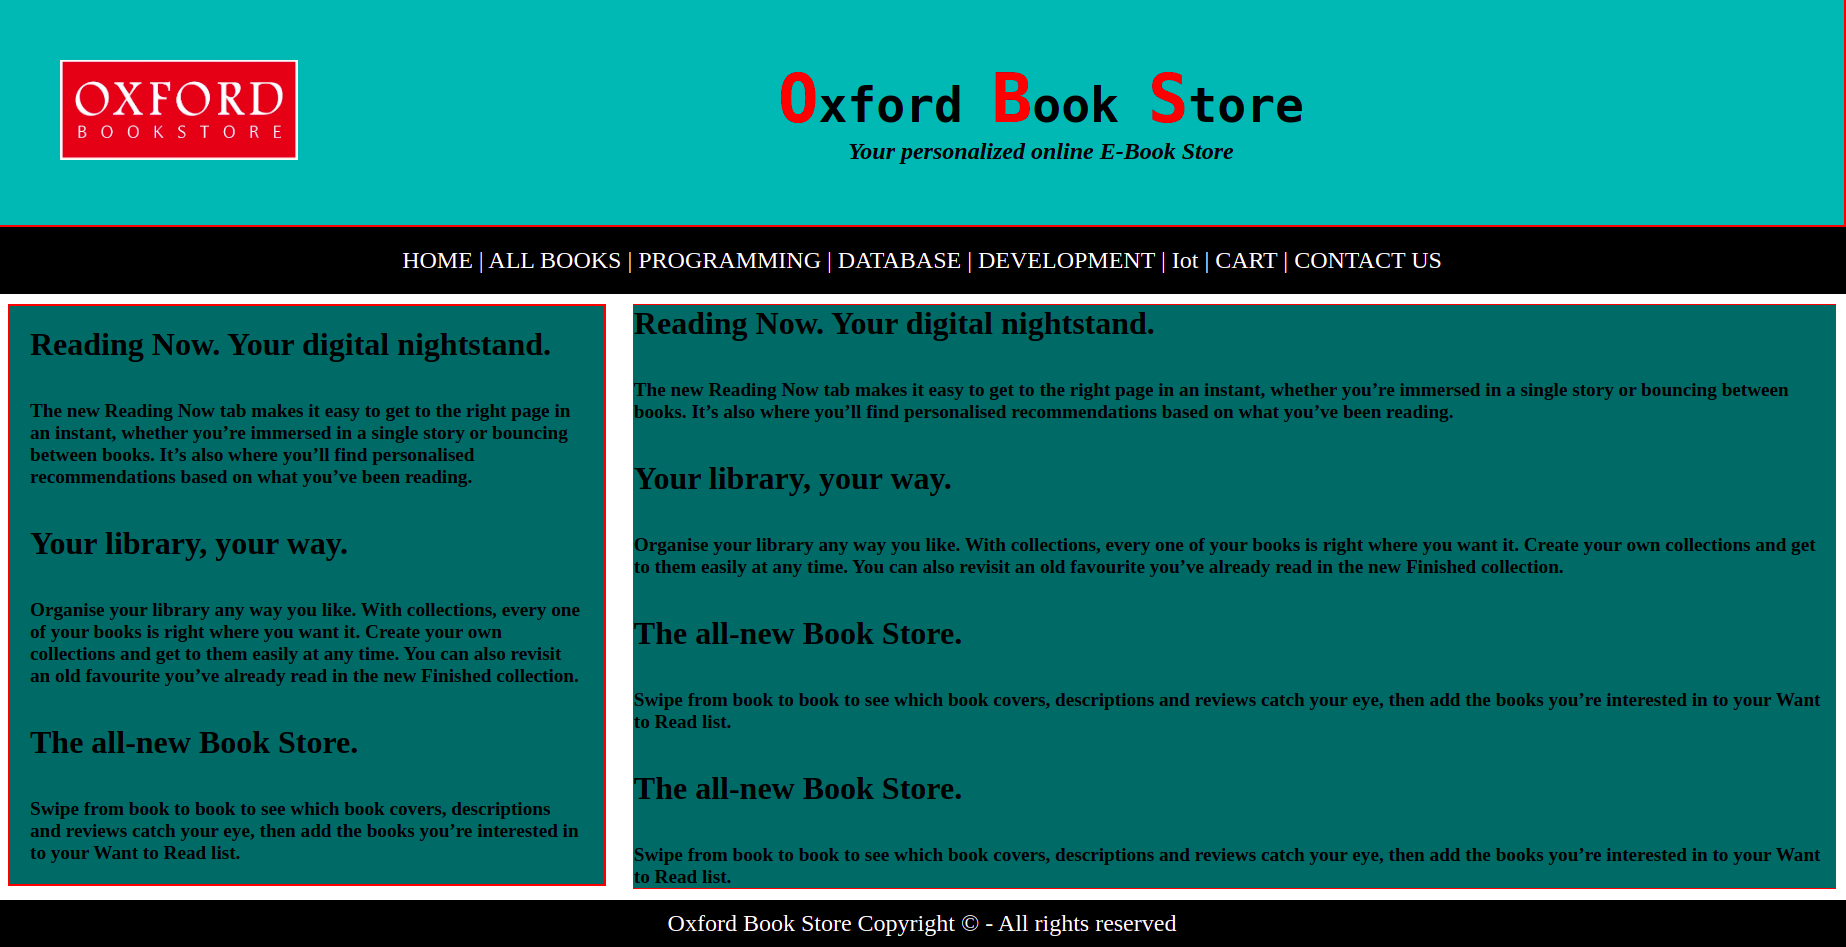 OXFORD
BOOKSTORE
Oxford Book Store
Your personalized online E-Book Store
HOME | ALL BOOKS | PROGRAMMING | DATABASE | DEVELOPMENT | Iot | CART | CONTACT US
Reading Now. Your digital nightstand.
The new Reading Now tab makes it easy to get to the right page in
an instant, whether you’re immersed in a single story or bouncing
between books. It’s also where you’ll find personalised
recommendations based on what you’ve been reading.
Your library, your way.
Organise your library any way you like. With collections, every one
of your books is right where you want it. Create your own
collections and get to them easily at any time. You can also revisit
an old favourite you’ve already read in the new Finished collection.
The all-new Book Store.
Swipe from book to book to see which book covers, descriptions
and reviews catch your eye, then add the books you’re interested in
to your Want to Read list.
Reading Now. Your digital nightstand.
The new Reading Now tab makes it easy to get to the right page in an instant, whether you’re immersed in a single story or bouncing between
books. It’s also where you’ll find personalised recommendations based on what you’ve been reading.
Your library, your way.
Organise your library any way you like. With collections, every one of your books is right where you want it. Create your own collections and get
to them easily at any time. You can also revisit an old favourite you’ve already read in the new Finished collection.
The all-new Book Store.
Swipe from book to book to see which book covers, descriptions and reviews catch your eye, then add the books you’re interested in to your Want
to Read list.
The all-new Book Store.
Swipe from book to book to see which book covers, descriptions and reviews catch your eye, then add the books you’re interested in to your Want
to Read list.
Oxford Book Store Copyright © - All rights reserved